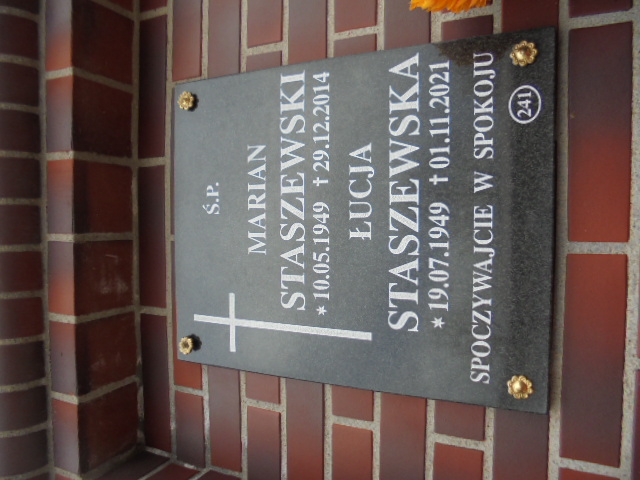 Ś.P.
MARIAN
STASZEWSKI
* 10.05.1949 † 29.12.2014
ŁUCJA
STASZEWSKA
* 19.07.1949 † 01.11.2021
SPOCZYWAJCIE W SPOKOJU
241